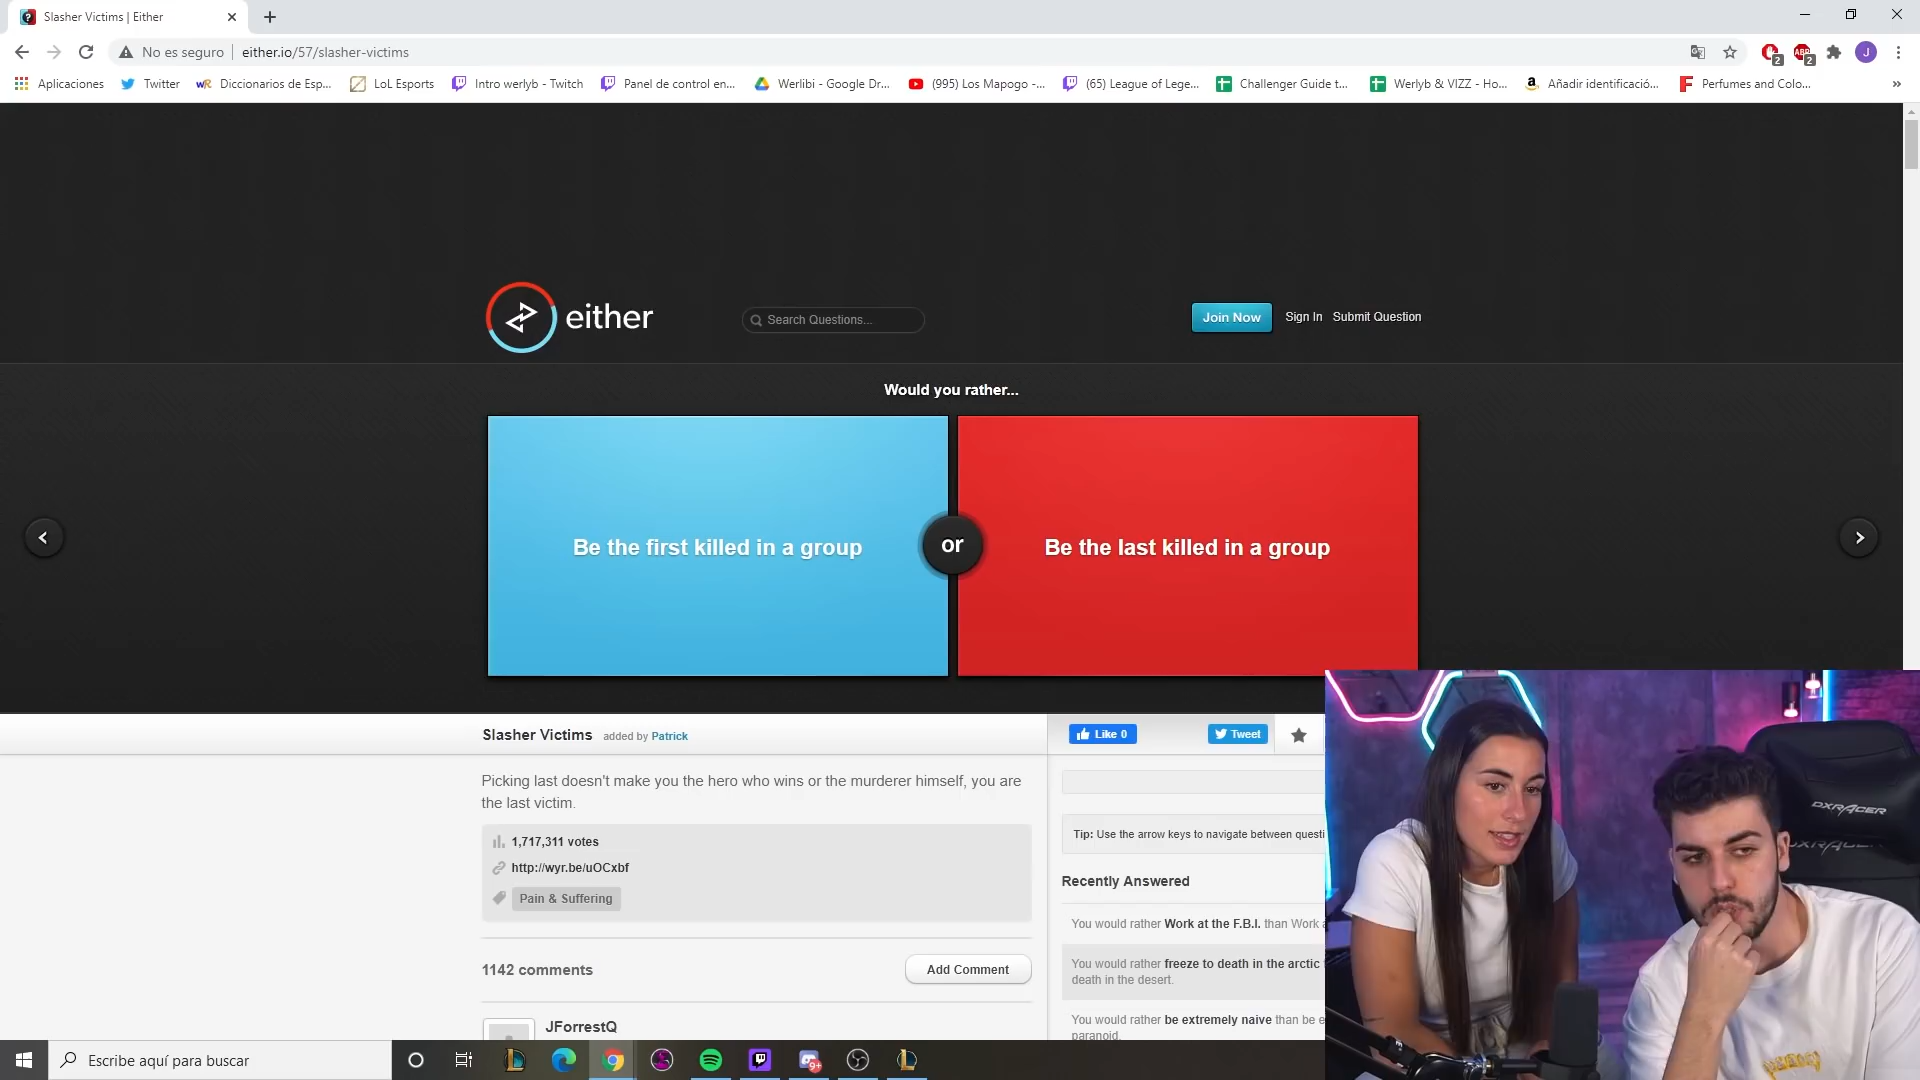 Slasher Victims | Either
No es seguro
either.io/57/slasher-victims
2
2
J
Aplicaciones
Twitter
Diccionarios de Esp...
LoL Esports
Intro werlyb - Twitch
Panel de control en...
Werlibi - Google Dr...
(995) Los Mapogo -...
(65) League of Lege...
Challenger Guide t...
Werlyb & VIZZ - Ho...
Añadir identificació...
Perfumes and Colo...
either
Search Questions...
Join Now
Sign In
Submit Question
Would you rather...
Be the first killed in a group
or
Be the last killed in a group
Slasher Victims added by Patrick
Like 0
Tweet
Picking last doesn't make you the hero who wins or the murderer himself, you are
the last victim.
1,717,311 votes
http://wyr.be/uOCxbf
Pain & Suffering
Tip: Use the arrow keys to navigate between questi
Recently Answered
You would rather Work at the F.B.I. than Work
You would rather freeze to death in the arctic
death in the desert.
You would rather be extremely naive than be e
paranoid.
1142 comments
Add Comment
JForrestQ
DXRACER
Escribe aquí para buscar
9+